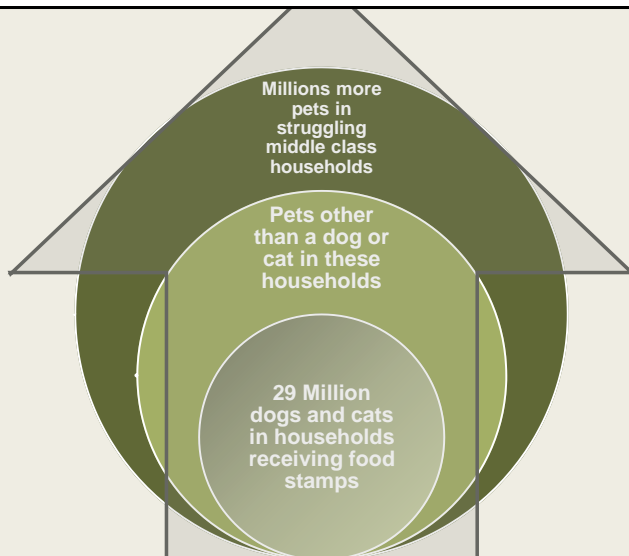 Millions more
pets in
struggling
middle class
households
Pets other
than a dog or
cat in these
households
29 Million
dogs and cats
in households
receiving food
stamps